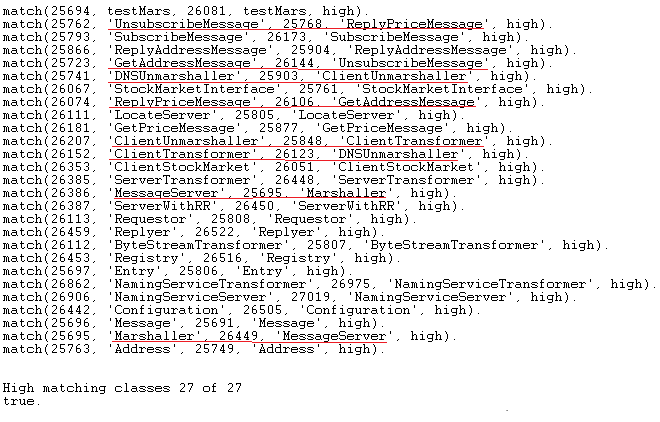 match(25694, testMars, 26081, testMars, high).
match(25762, 'UnsubscribeMessage', 25768, 'ReplyPriceMessage', high).
match(25793, 'SubscribeMessage', 26173, 'SubscribeMessage', high).
match(25866, 'ReplyAddressMessage', 25904, 'ReplyAddressMessage', high).
match(25723, 'GetAddressMessage', 26144, 'UnsubscribeMessage', high).
match(25741, 'DNSUnmarshaller', 25903, 'ClientUnmarshaller', high).
match(26067, 'StockMarketInterface', 25761, 'StockMarketInterface', high).
match(26074, 'ReplyPriceMessage', 26106, 'GetAddressMessage', high).
match(26111, 'LocateServer', 25805, 'LocateServer', high).
match(26181, 'GetPriceMessage', 25877, 'GetPriceMessage', high).
match(26207, 'ClientUnmarshaller', 25848, 'ClientTransformer', high).
match(26152, 'ClientTransformer', 26123, 'DNSUnmarshaller', high).
match(26353, 'ClientStockMarket', 26051, 'ClientStockMarket', high).
match(26385, 'ServerTransformer', 26448, 'ServerTransformer', high).
match(26386, 'MessageServer', 25695, 'Marshaller', high).
match(26387, 'ServerWithRR', 26450, 'ServerWithRR', high).
match(26113, 'Requestor', 25808, 'Requestor', high).
match(26459, 'Replyer', 26522, 'Replyer', high).
match(26112, 'ByteStreamTransformer', 25807, 'ByteStreamTransformer', high).
match(26453, 'Registry', 26516, 'Registry', high).
match(25697, 'Entry', 25806, 'Entry', high).
match(26862, 'NamingServiceTransformer', 26975, 'NamingServiceTransformer', high).
match(26906, 'NamingServiceServer', 27019, 'NamingServiceServer', high).
match(26442, 'Configuration', 26505, 'Configuration', high).
match(25696, 'Message', 25691, 'Message', high).
match(25695, 'Marshaller', 26449, 'MessageServer', high).
match(25763, 'Address', 25749, 'Address', high).
High matching classes 27 of 27
true.